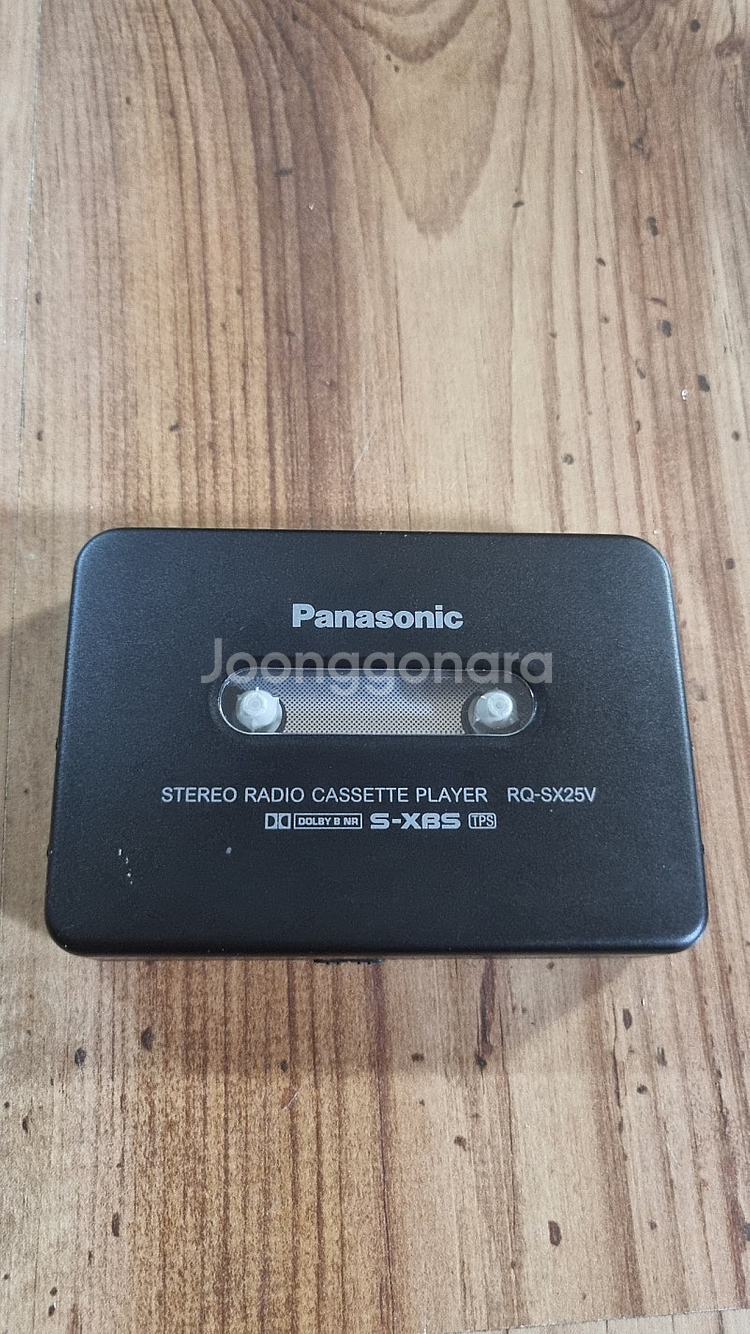 Panasonic
Joonggonara
STEREO RADIO CASSETTE PLAYER RQ-SX25V
DOLBY B NR S-XBS TPS